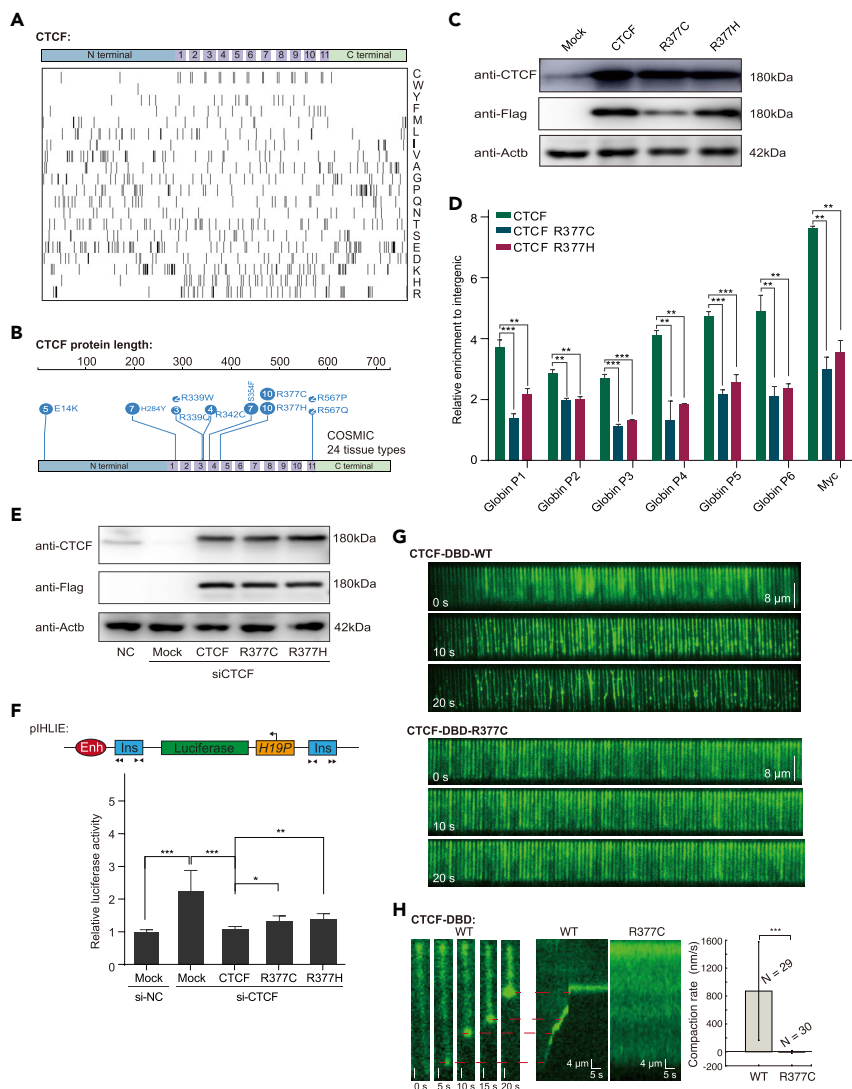 A
CTCF:
N terminal 1 2 3 4 5 6 7 8 9 10 11 C terminal
C
W
Y
F
M
L
I
V
A
G
P
Q
N
T
S
E
D
K
H
R
B
CTCF protein length:
100 200 300 400 500 600 700
5 E14K
7 H284Y
R339W
3 R339Q
4 R342C
7 S354F
10 R377C
10 R377H
R567P
R567Q
COSMIC
24 tissue types
N terminal 1 2 3 4 5 6 7 8 9 10 11 C terminal
C
Mock CTCF R377C R377H
anti-CTCF 180kDa
anti-Flag 180kDa
anti-Actb 42kDa
D
CTCF
CTCF R377C
CTCF R377H
Relative enrichment to intergenic
8
6
4
2
0
*** **
** **
*** ***
** **
*** ***
** **
** **
Globin P1 Globin P2 Globin P3 Globin P4 Globin P5 Globin P6 Myc
E
anti-CTCF 180kDa
anti-Flag 180kDa
anti-Actb 42kDa
NC Mock CTCF R377C R377H
siCTCF
F
pIHLIE:
Enh Ins Luciferase H19P Ins
Relative luciferase activity
5
4
3
2
1
0
*** *** * **
Mock Mock CTCF R377C R377H
si-NC si-CTCF
G
CTCF-DBD-WT
0 s 8 μm
10 s
20 s
CTCF-DBD-R377C
0 s 8 μm
10 s
20 s
H
CTCF-DBD:
WT WT R377C
0 s 5 s 10 s 15 s 20 s
4 μm 5 s
4 μm 5 s
Compaction rate (nm/s)
1600
1200
800
400
0
-200
***
N = 29
N = 30
WT R377C